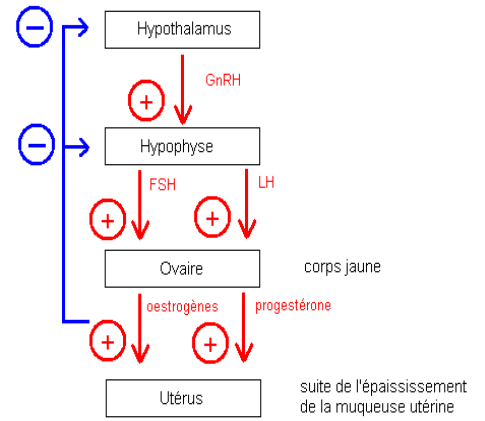 Hypothalamus
GnRH
Hypophyse
FSH
LH
Ovaire
corps jaune
oestrogènes
progestérone
Utérus
suite de l'épaississement
de la muqueuse utérine